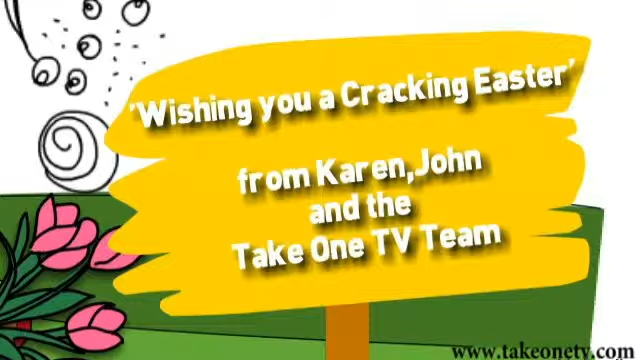 'Wishing you a Cracking Easter'
from Karen,John
and the
Take One TV Team
www.takeonetv.com